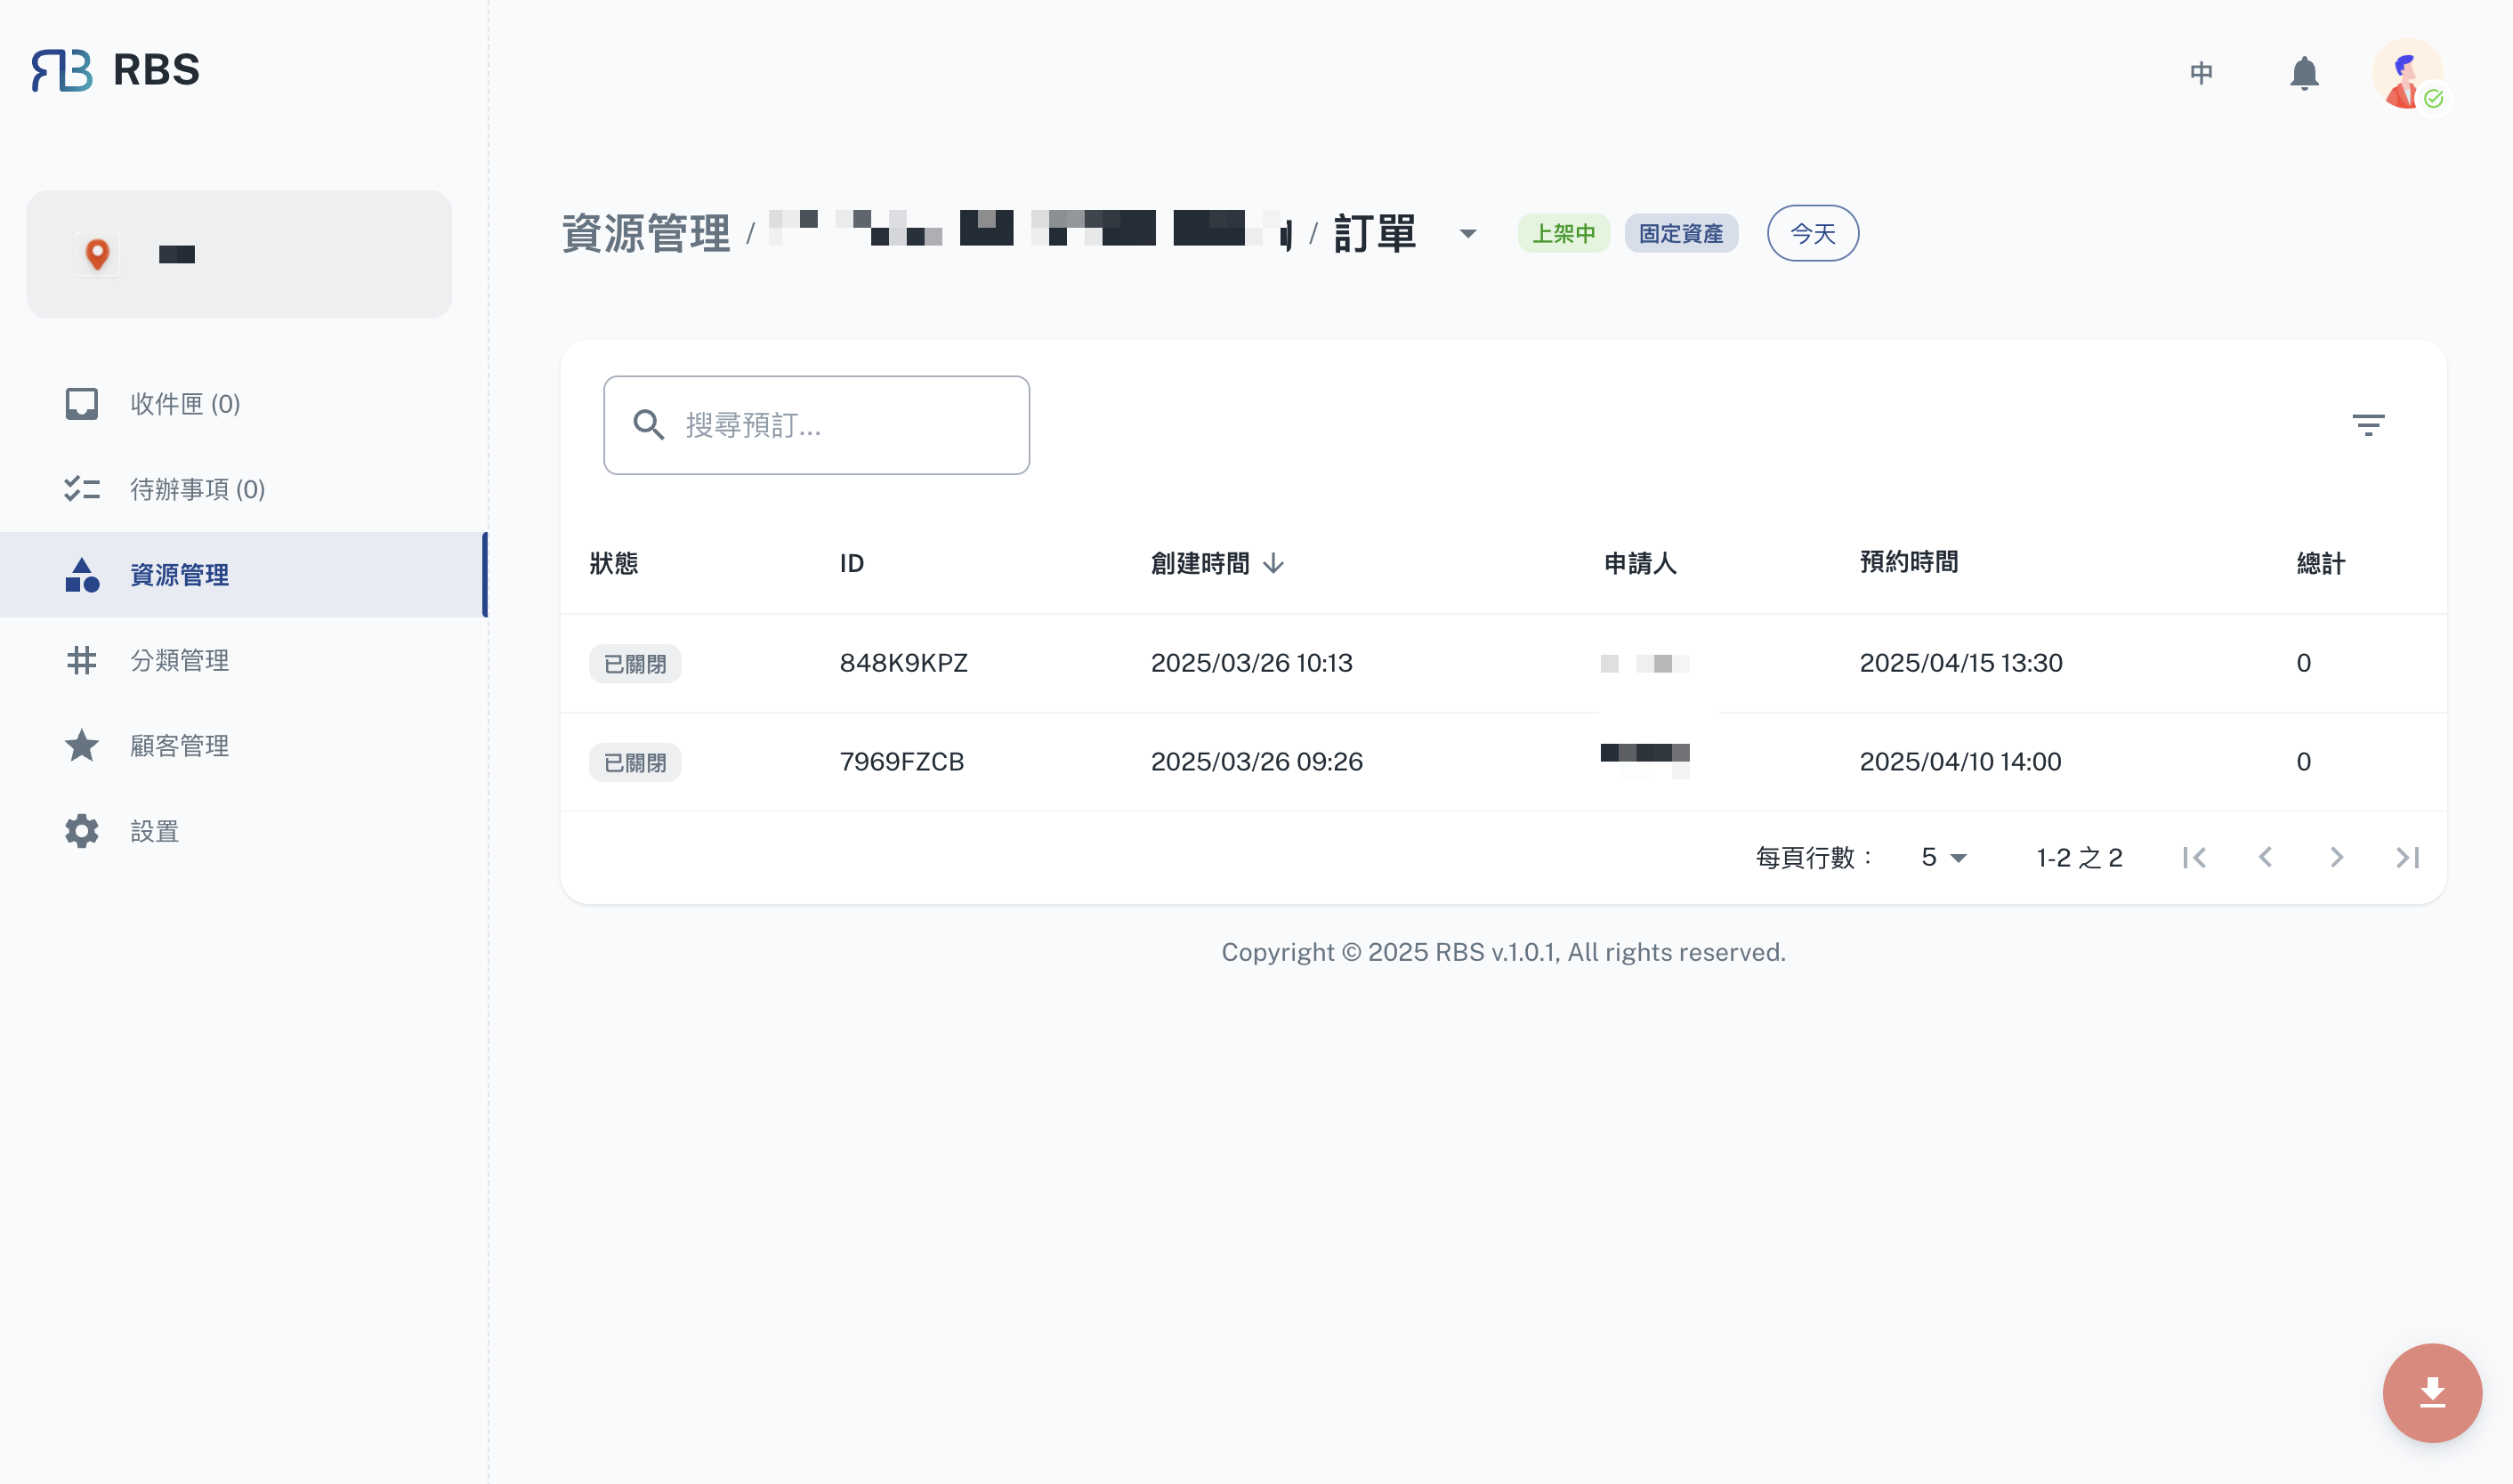 RBS
中
資源管理 / / 訂單 上架中 固定資產 今天
收件匣 (0)
待辦事項 (0)
資源管理
分類管理
顧客管理
設置
搜尋預訂...
狀態 ID 創建時間 申請人 預約時間 總計
已關閉 848K9KPZ 2025/03/26 10:13 2025/04/15 13:30 0
已關閉 7969FZCB 2025/03/26 09:26 2025/04/10 14:00 0
每頁行數： 5 1-2 之 2
Copyright © 2025 RBS v.1.0.1, All rights reserved.